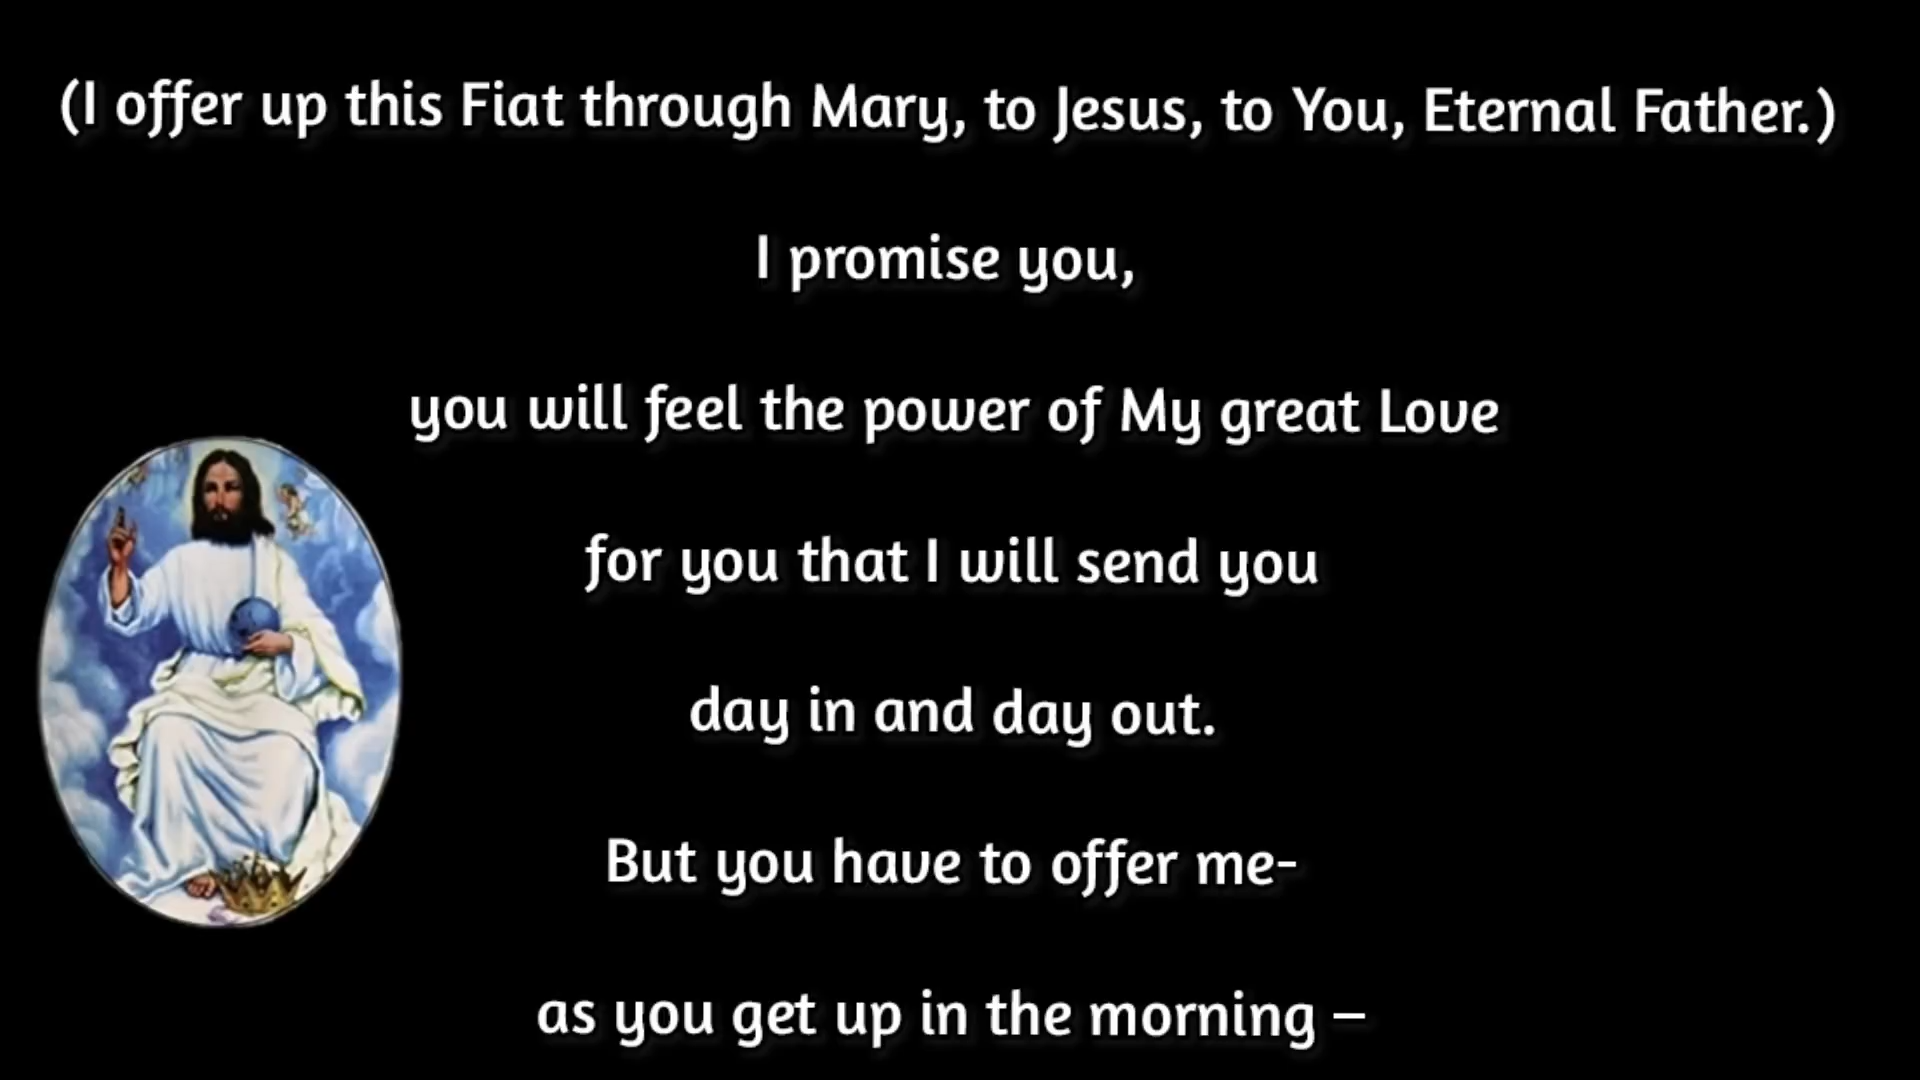 (I offer up this Fiat through Mary, to Jesus, to You, Eternal Father.)
I promise you,
you will feel the power of My great Love
for you that I will send you
day in and day out.
But you have to offer me-
as you get up in the morning –